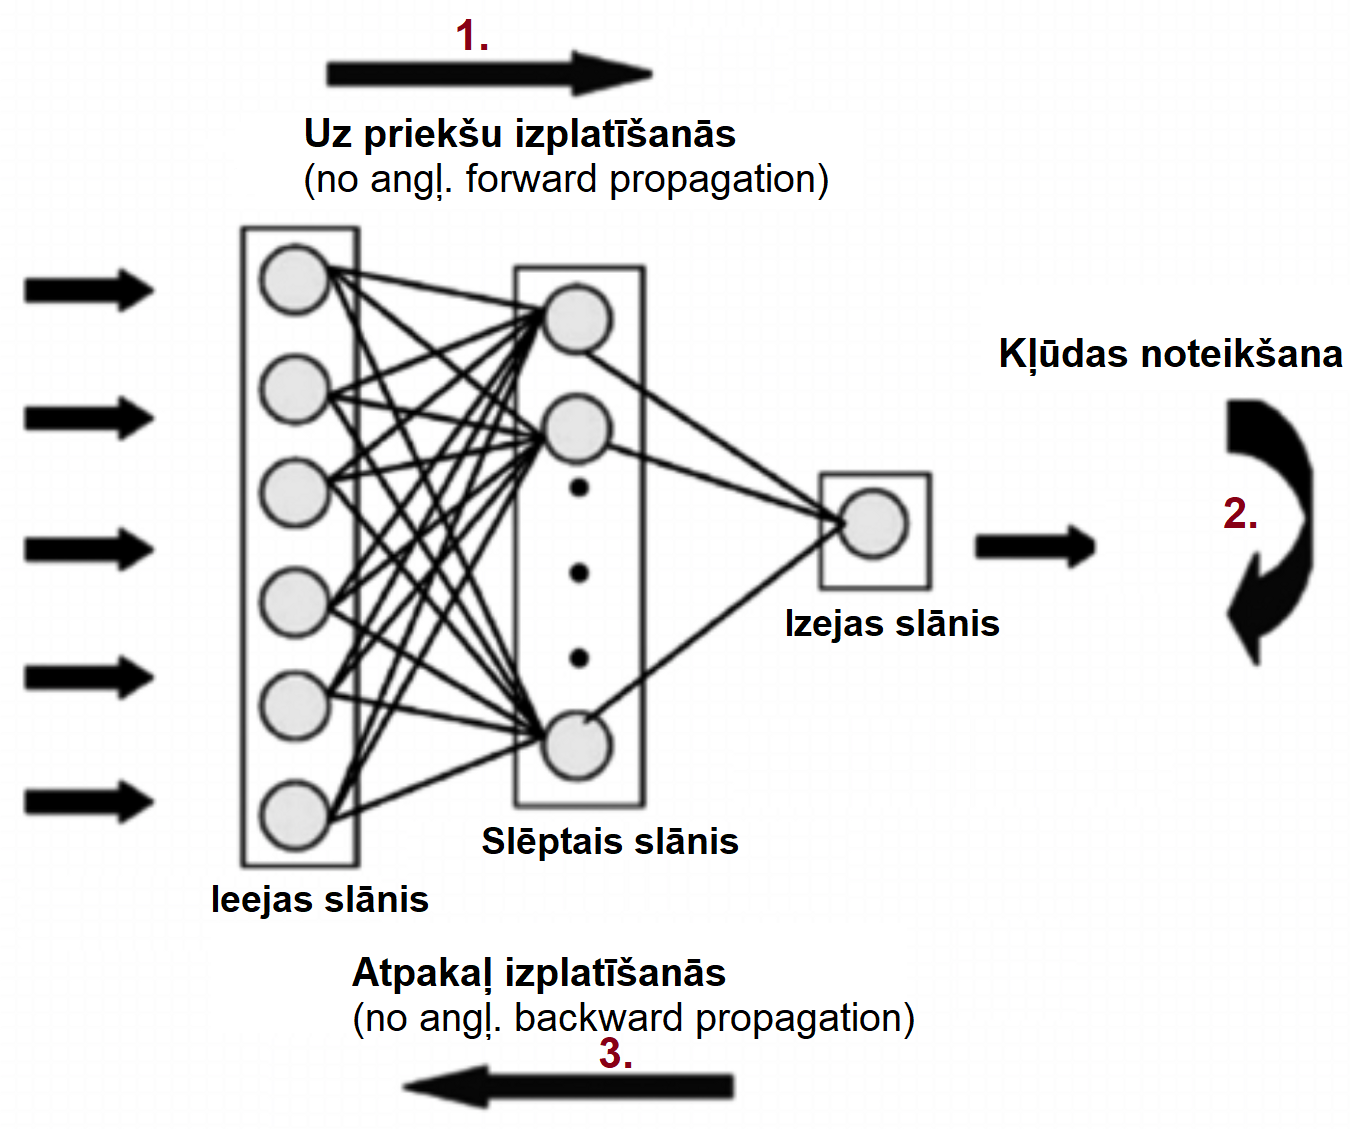 1.
Uz priekšu izplatīšanās
(no angļ. forward propagation)
Kļūdas noteikšana
2.
Izejas slānis
Slēptais slānis
Ieejas slānis
Atpakaļ izplatīšanās
(no angļ. backward propagation)
3.